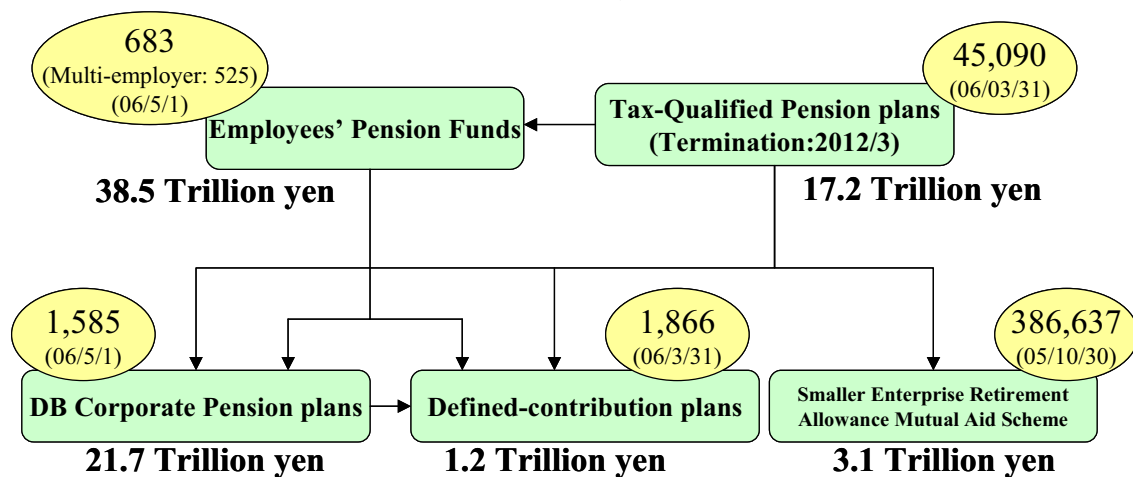 683
(Multi-employer: 525)
(06/5/1)
Employees’ Pension Funds
38.5 Trillion yen
45,090
(06/03/31)
Tax-Qualified Pension plans
(Termination:2012/3)
17.2 Trillion yen
1,585
(06/5/1)
DB Corporate Pension plans
21.7 Trillion yen
1,866
(06/3/31)
Defined-contribution plans
1.2 Trillion yen
386,637
(05/10/30)
Smaller Enterprise Retirement
Allowance Mutual Aid Scheme
3.1 Trillion yen